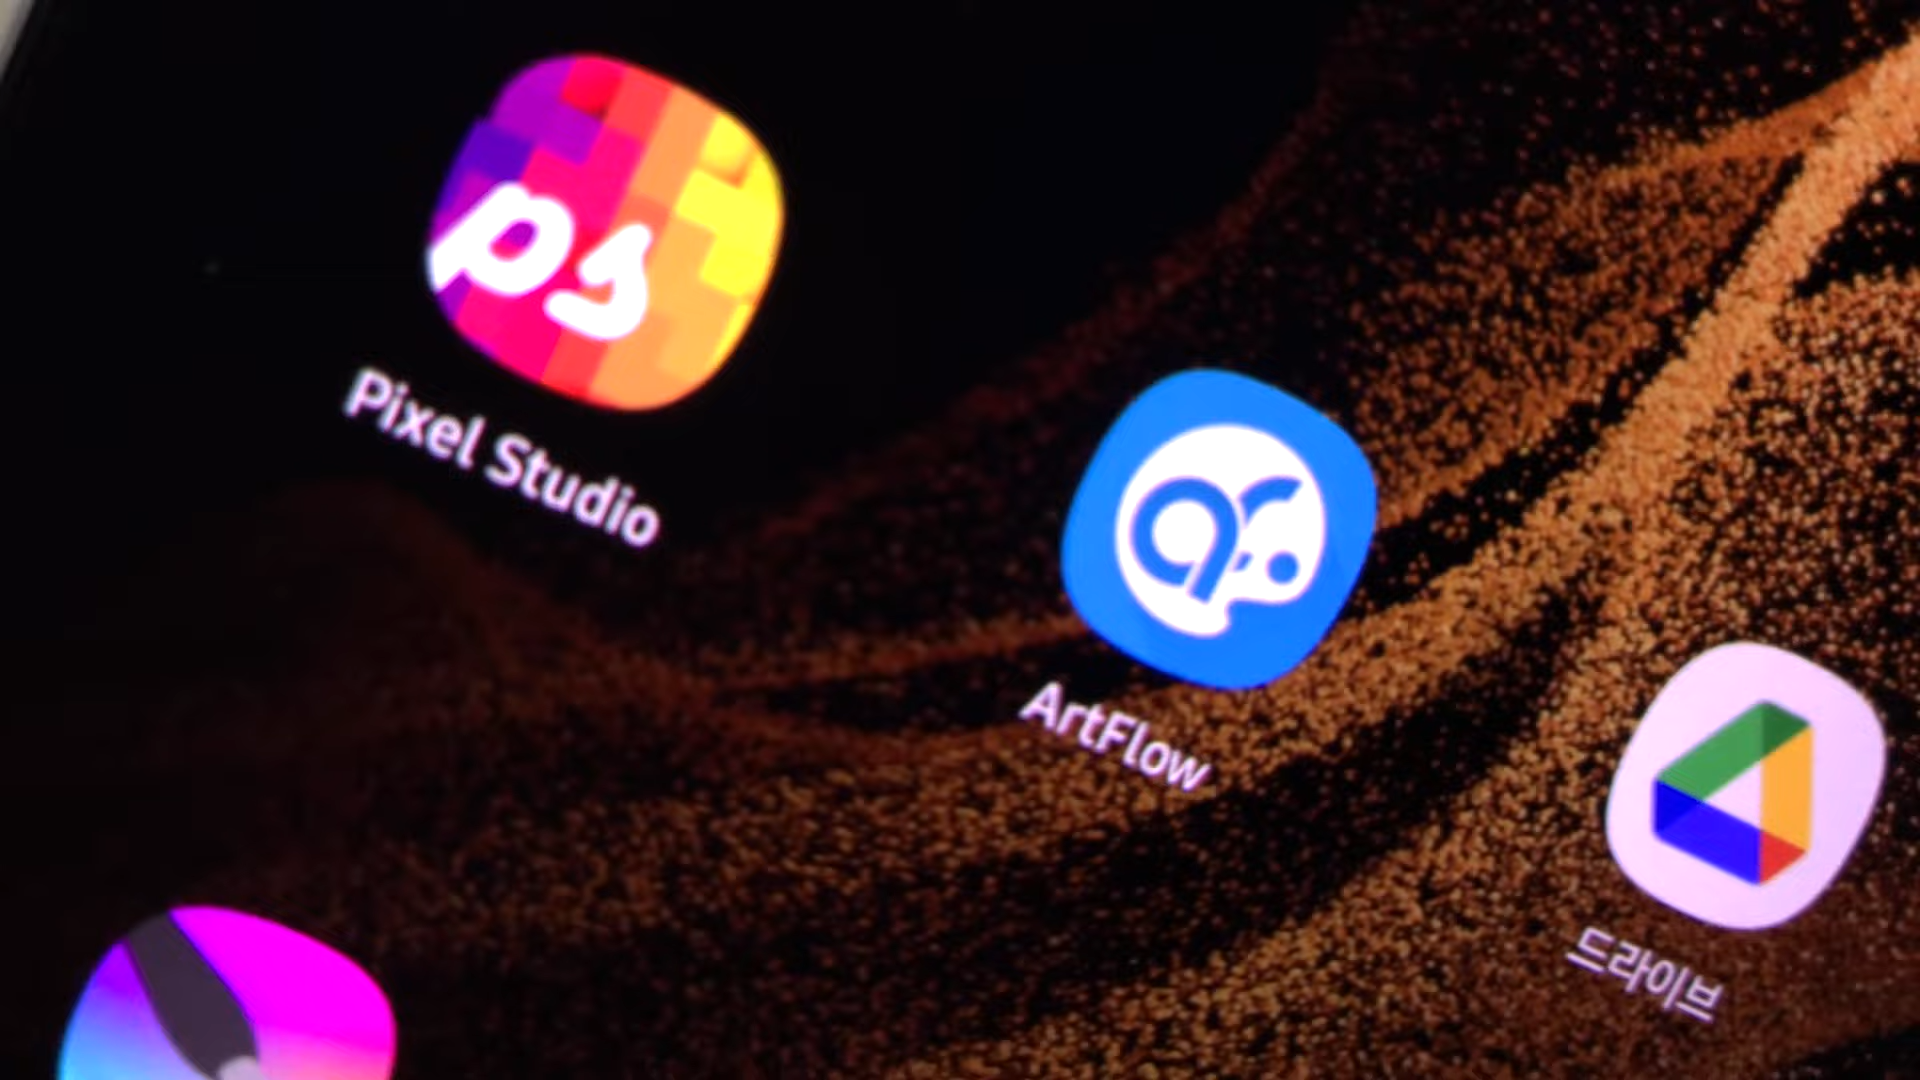 ps
Pixel Studio
ArtFlow
드라이브